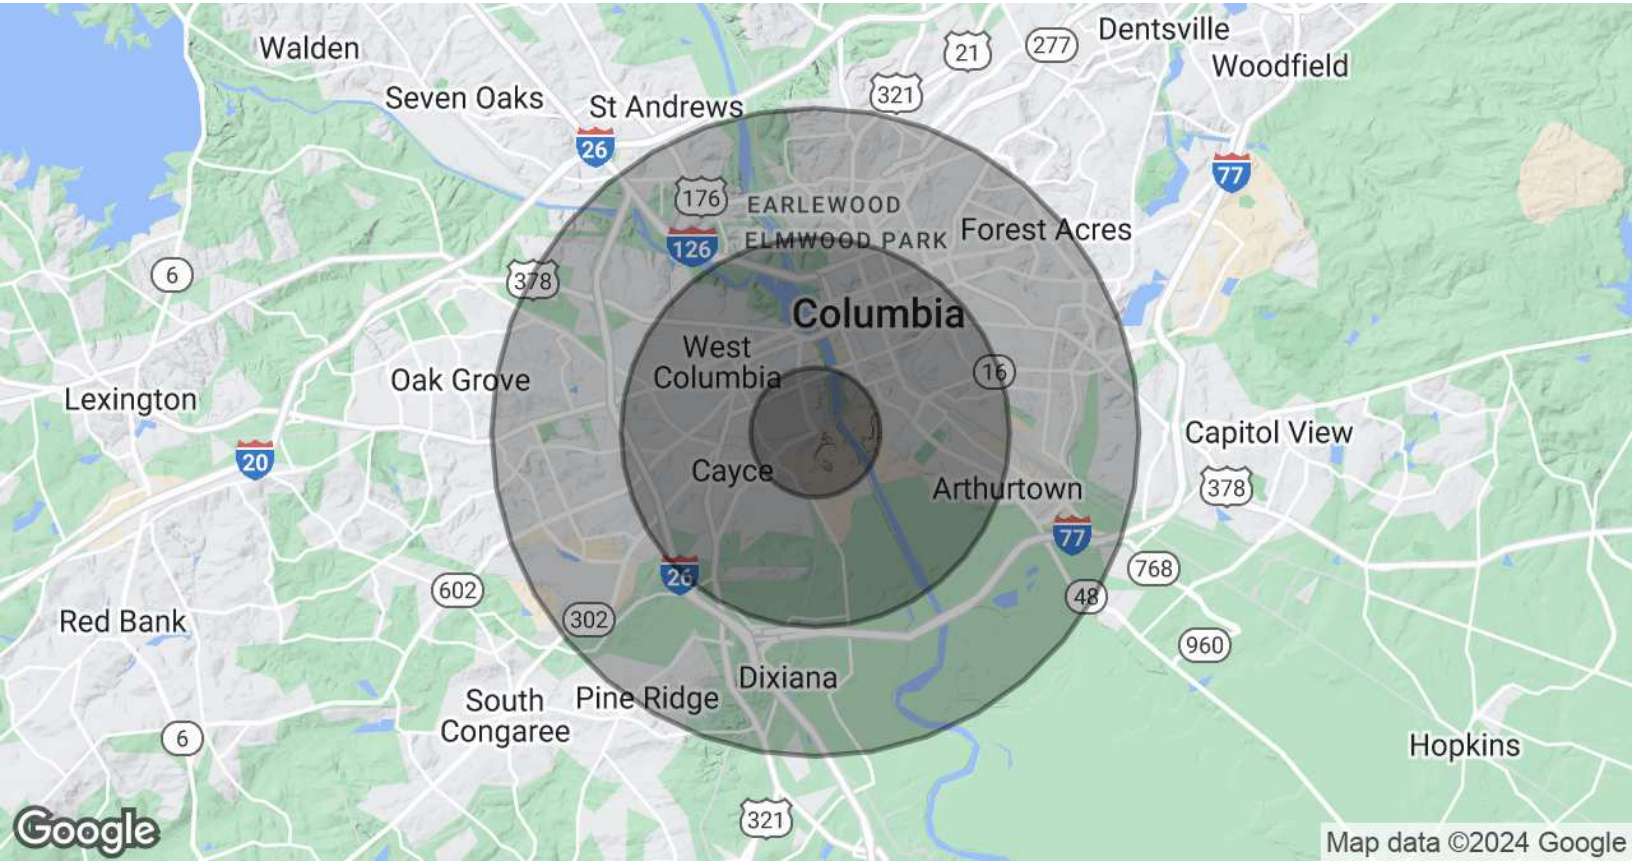 Dentsville
Walden
21
277
Woodfield
Seven Oaks
St Andrews
321
26
77
176
EARLEWOOD
Forest Acres
126
ELMWOOD PARK
6
378
Columbia
West
Columbia
16
Oak Grove
Lexington
Capitol View
20
Cayce
Arthurtown
378
77
26
768
602
48
302
Red Bank
960
Dixiana
South
Congaree
Pine Ridge
6
Hopkins
321
Google
Map data ©2024 Google